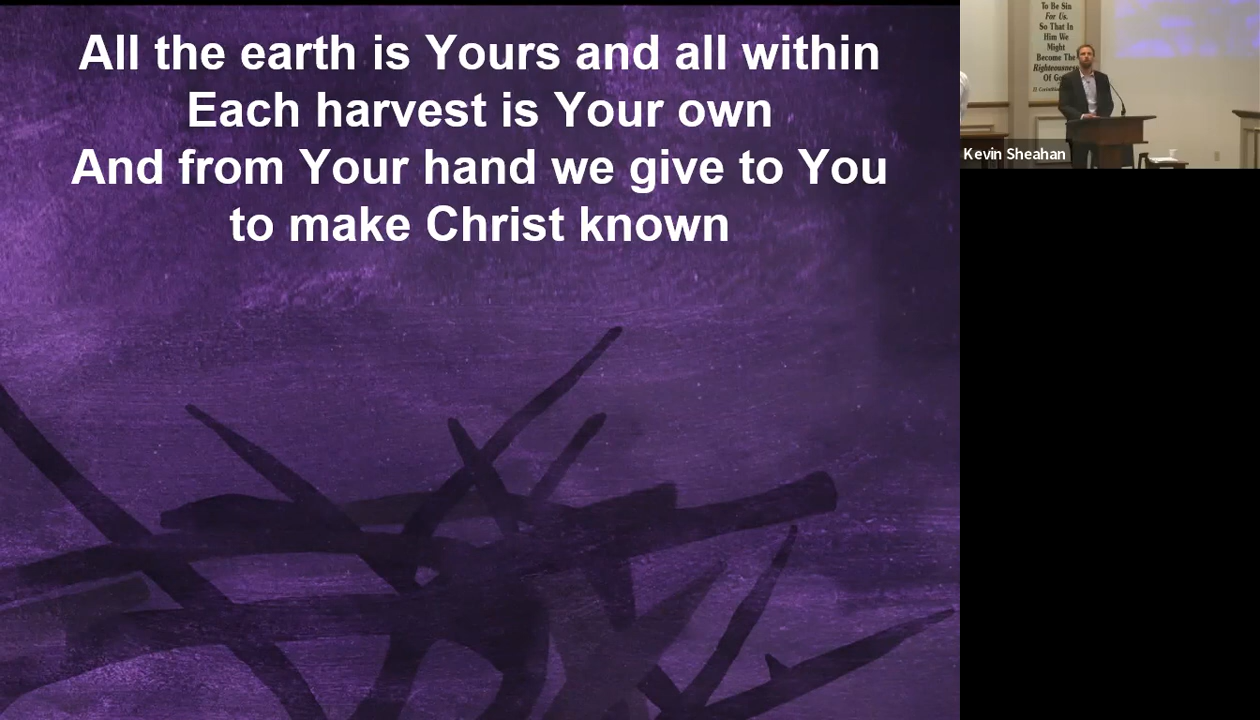 All the earth is Yours and all within
Each harvest is Your own
And from Your hand we give to You
to make Christ known
To Be Sin
For Us,
So That In
Him We
Might
Become The
Righteousness
Of
Kevin Sheahan